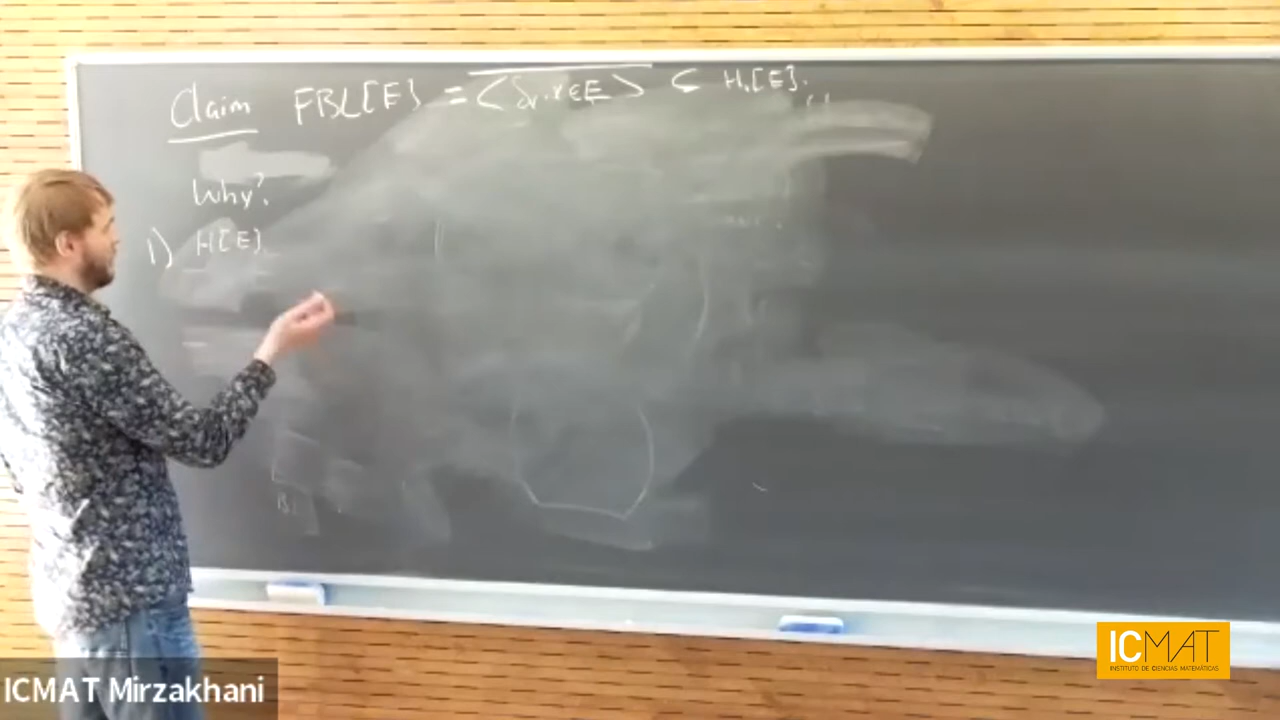 Claim FBL[E] = <δx : x∈E> ⊂ H₁[E].
Why?
1) H[E]
ICMAT
INSTITUTO DE CIENCIAS MATEMÁTICAS
ICMAT Mirzakhani